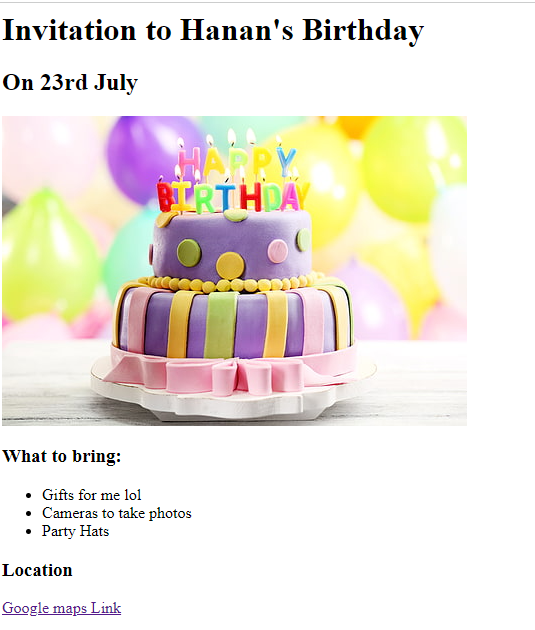 Invitation to Hanan's Birthday
On 23rd July
HAPPY
BIRTHDAY
What to bring:
Gifts for me lol
Cameras to take photos
Party Hats
Location
Google maps Link